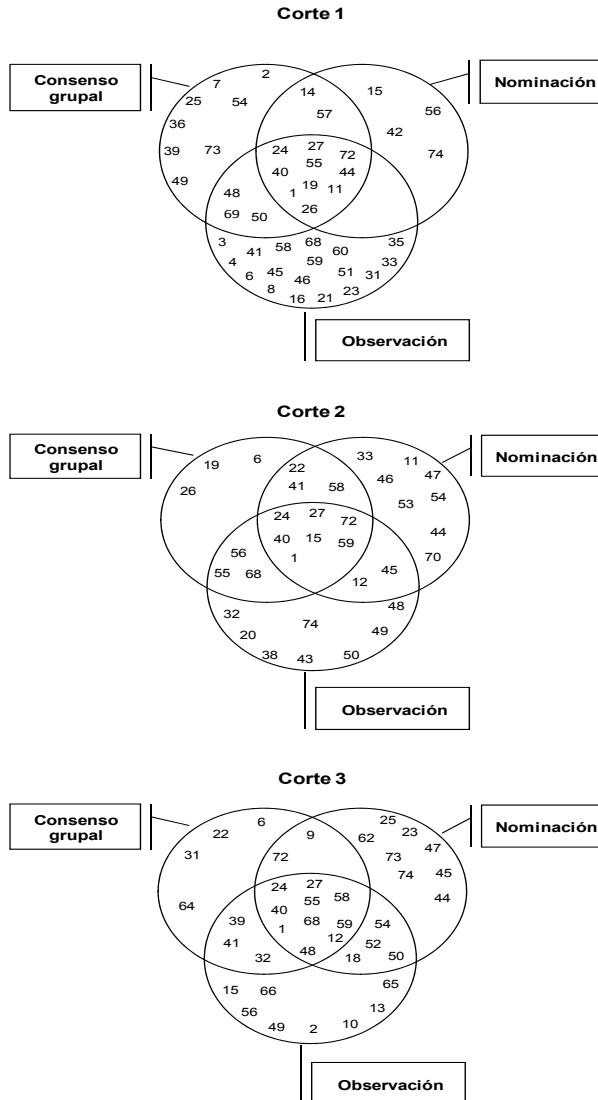 Corte 1
Consenso grupal
Nominación
7 2
25 54
14
15
56
36
57
42
39 73
24 27 72
74
55
49
40 44
1 19 11
48
26
69 50
3 41 58 68 60 35
4 59 33
6 45 46 51 31
8 23
16 21
Observación
Corte 2
Consenso grupal
Nominación
19 6
22
33 11
47
26
41 58
46
53 54
24 27 72
44
40 15 59
56
1
70
55 68
45
12
48
32
74
20 49
38 43 50
Observación
Corte 3
Consenso grupal
Nominación
6
25
22
9
62 23
47
31
72
73
74 45
24 27
58
44
64
55
40
39
68 59 54
1
12
41
52
48
32
18 50
15 66
65
56
13
49 2 10
Observación